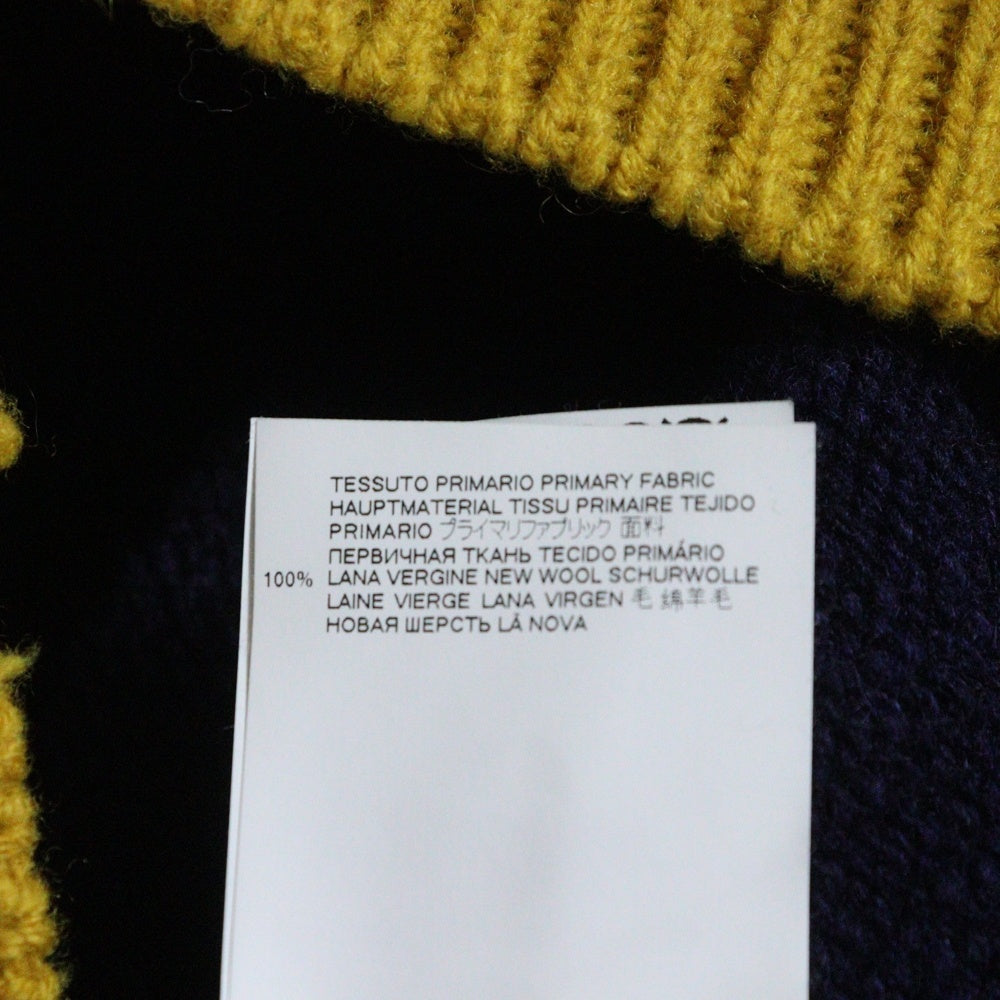 TESSUTO PRIMARIO PRIMARY FABRIC
HAUPTMATERIAL TISSU PRIMAIRE TEJIDO
PRIMARIO プライマリファブリック 面料
ПЕРВИЧНАЯ ТКАНЬ TECIDO PRIMÁRIO
100% LANA VERGINE NEW WOOL SCHURWOLLE
LAINE VIERGE LANA VIRGEN 毛 綿羊毛
НОВАЯ ШЕРСТЬ LÃ NOVA